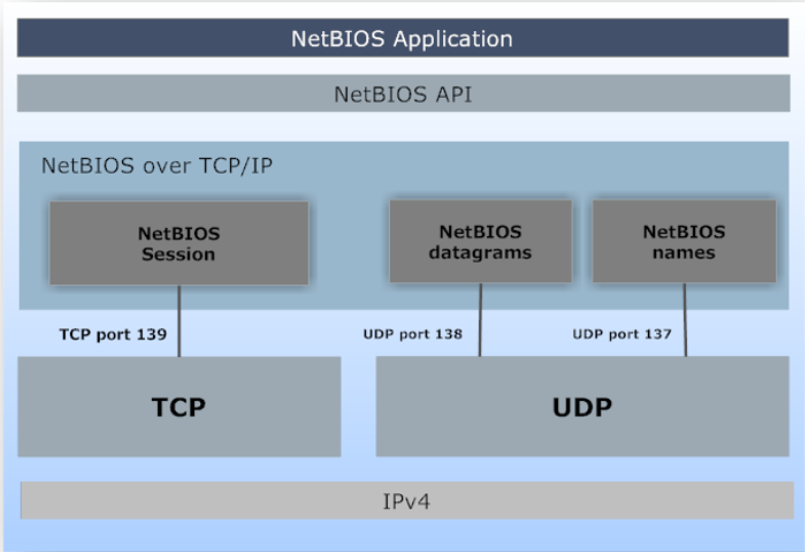 NetBIOS Application
NetBIOS API
NetBIOS over TCP/IP
NetBIOS
Session
NetBIOS
datagrams
NetBIOS
names
TCP port 139
UDP port 138
UDP port 137
TCP
UDP
IPv4